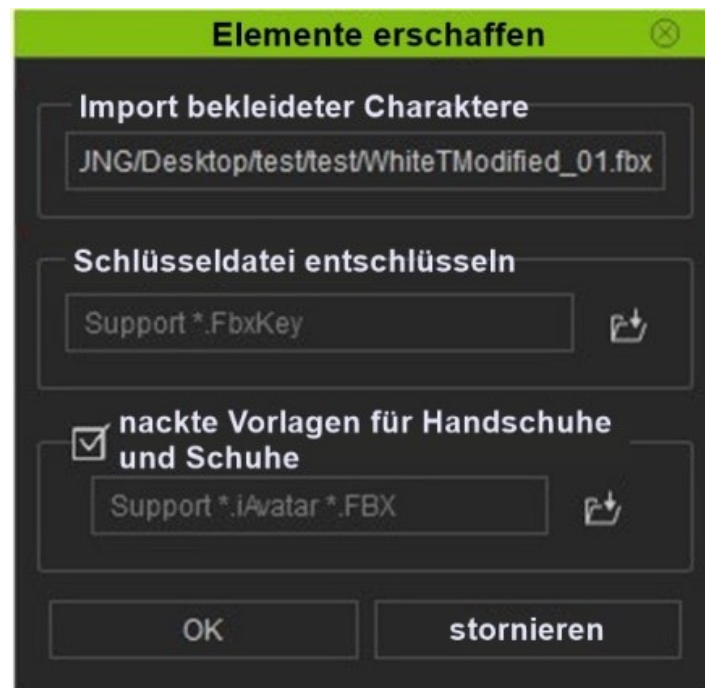 Elemente erschaffen
Import bekleideter Charaktere
JNG/Desktop/test/test/WhiteTModified_01.fbx
Schlüsseldatei entschlüsseln
Support *.FbxKey
nackte Vorlagen für Handschuhe
und Schuhe
Support *.iAvatar *.FBX
OK
stornieren